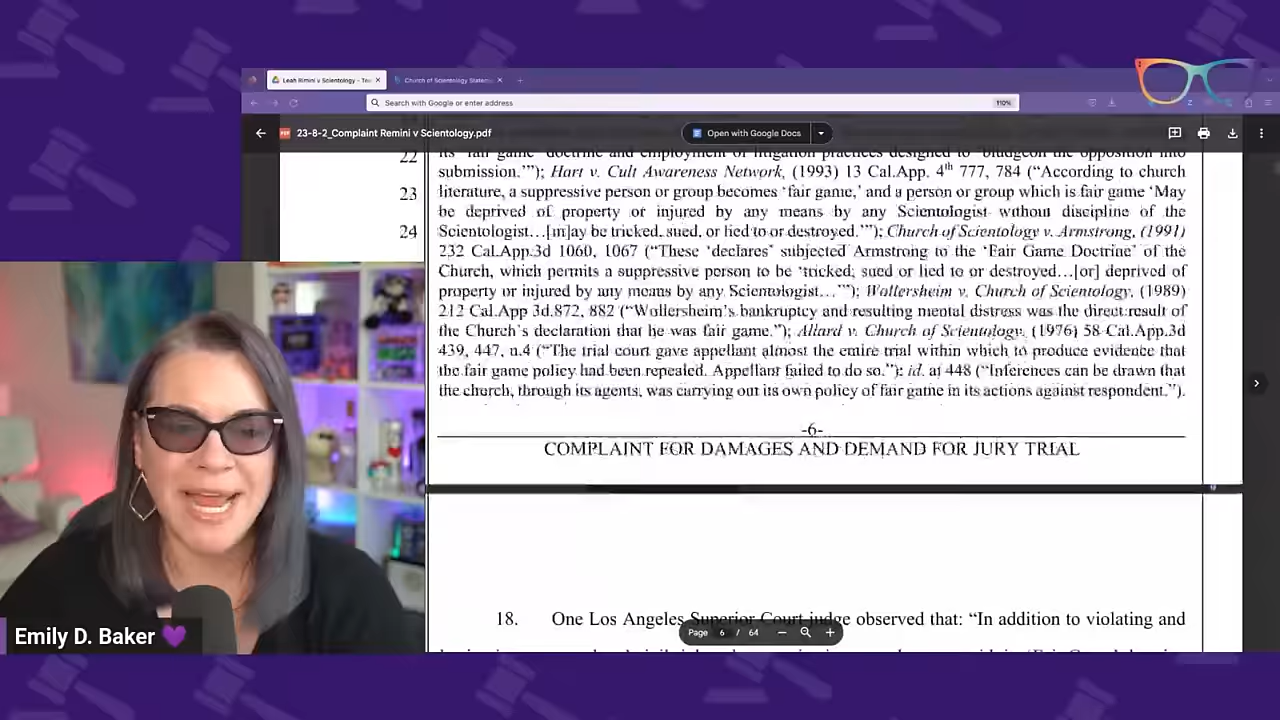 Leah Rimini v Scientology - Tea
Church of Scientology Statem
Search with Google or enter address
110%
23-8-2_Complaint Remini v Scientology.pdf
Open with Google Docs
its "fair game" doctrine and employment of litigation practices designed to 'bludgeon the opposition into
22
submission.'"); Hart v. Cult Awareness Network, (1993) 13 Cal.App. 4th 777, 784 ("According to church
23
literature, a suppressive person or group becomes 'fair game,' and a person or group which is fair game 'May
be deprived of property or injured by any means by any Scientologist without discipline of the
24
Scientologist…[m]ay be tricked, sued, or lied to or destroyed.'"); Church of Scientology v. Armstrong, (1991)
232 Cal.App.3d 1060, 1067 ("These 'declares' subjected Armstrong to the 'Fair Game Doctrine' of the
Church, which permits a suppressive person to be 'tricked, sued or lied to or destroyed…[or] deprived of
property or injured by any means by any Scientologist…'"); Wollersheim v. Church of Scientology, (1989)
212 Cal.App 3d.872, 882 ("Wollersheim's bankruptcy and resulting mental distress was the direct result of
the Church's declaration that he was fair game."); Allard v. Church of Scientology, (1976) 58 Cal.App.3d
439, 447, n.4 ("The trial court gave appellant almost the entire trial within which to produce evidence that
the fair game policy had been repealed. Appellant failed to do so."); id. at 448 ("Inferences can be drawn that
the church, through its agents, was carrying out its own policy of fair game in its actions against respondent.").
-6-
COMPLAINT FOR DAMAGES AND DEMAND FOR JURY TRIAL
18. One Los Angeles Superior Court judge observed that: "In addition to violating and
Page 6 / 64
Emily D. Baker 💜